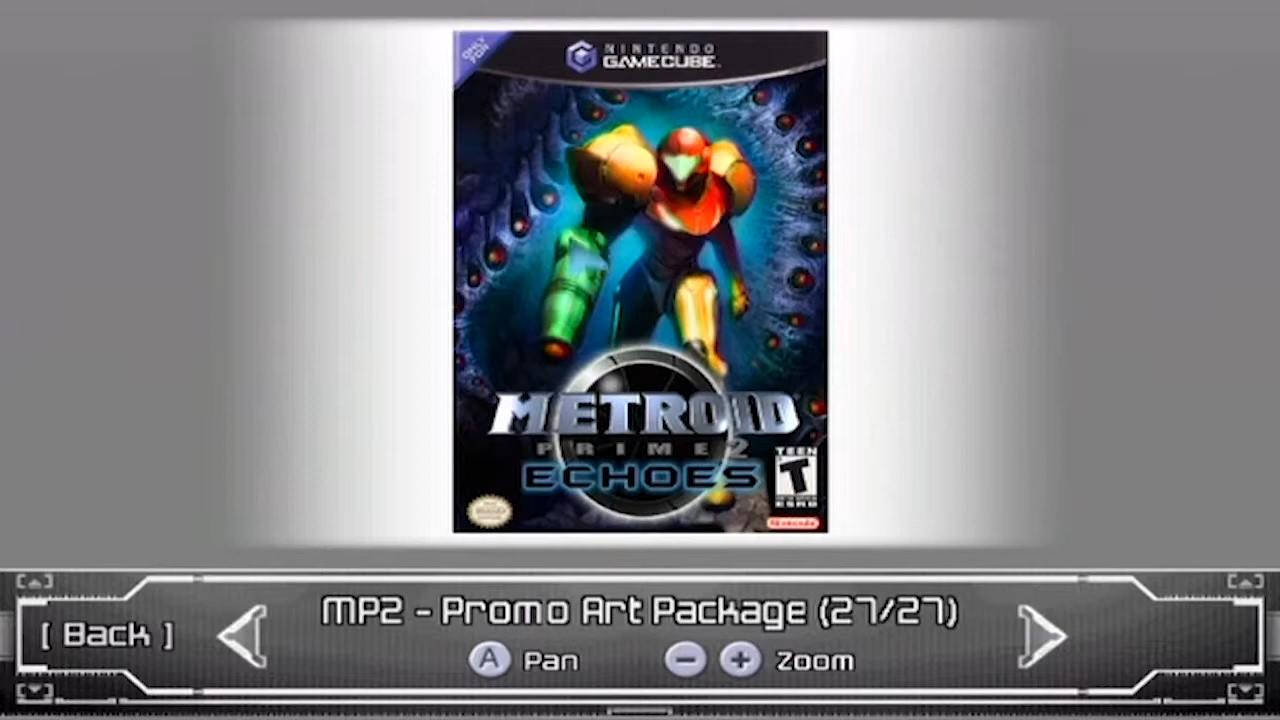 ONLY
FOR
NINTENDO
GAMECUBE
METROID
PRIME 2
ECHOES
TEEN
T
ESRB
Nintendo
MP2 - Promo Art Package (27/27)
[ Back ]
A Pan
- + Zoom